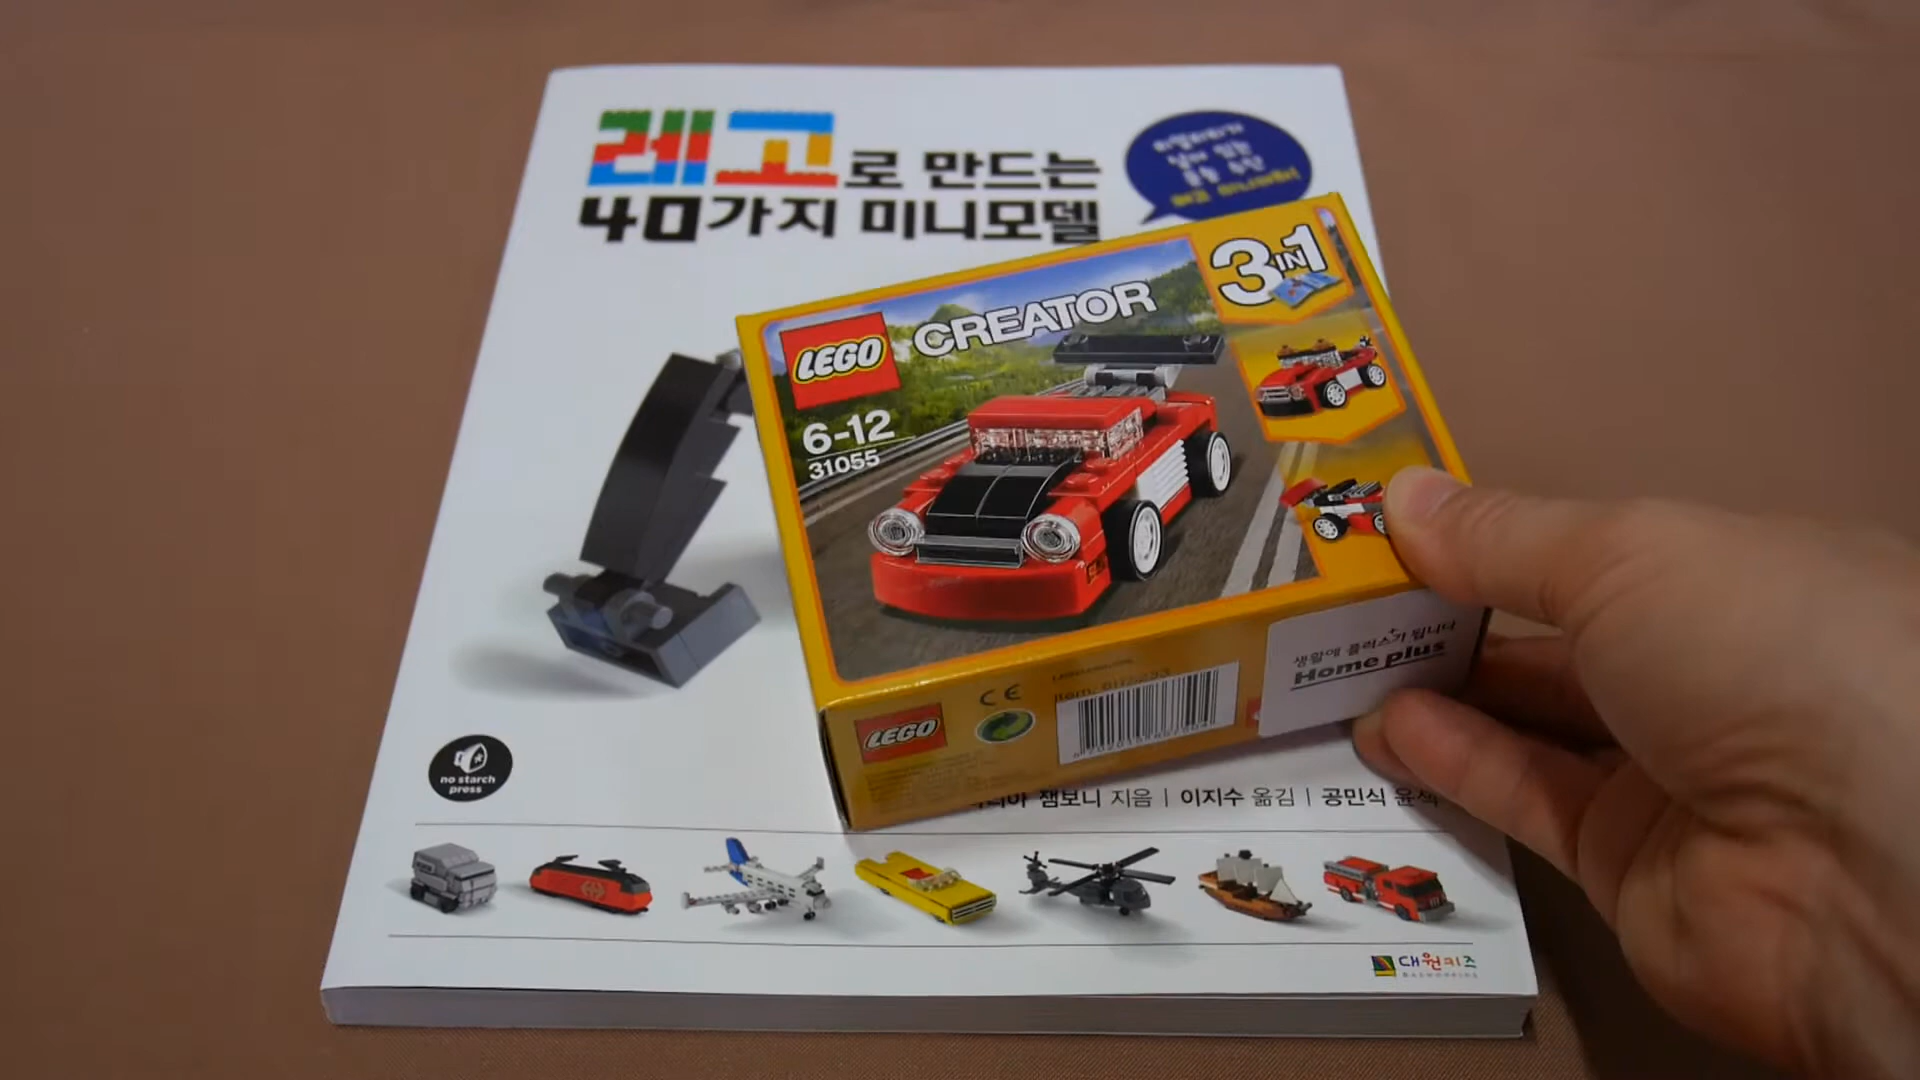 레고로 만드는
40가지 미니모델
3 IN 1
CREATOR
LEGO
6-12
31055
생활에 플러스가 됩니다
Home plus
CE
LEGO
no starch
press
잼보니 지음 | 이지수 옮김 | 공민식
대원키즈